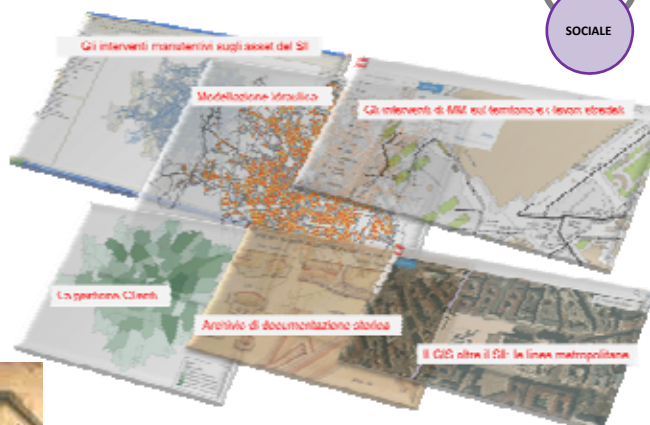 SOCIALE
Gli interventi manutentivi sugli asset del SII
Modellazione idraulica
Gli interventi di MM sul territorio es lavori stradali
La gestione Clienti
Archivio di documentazione storica
Il GIS oltre il SII: le linee metropolitane